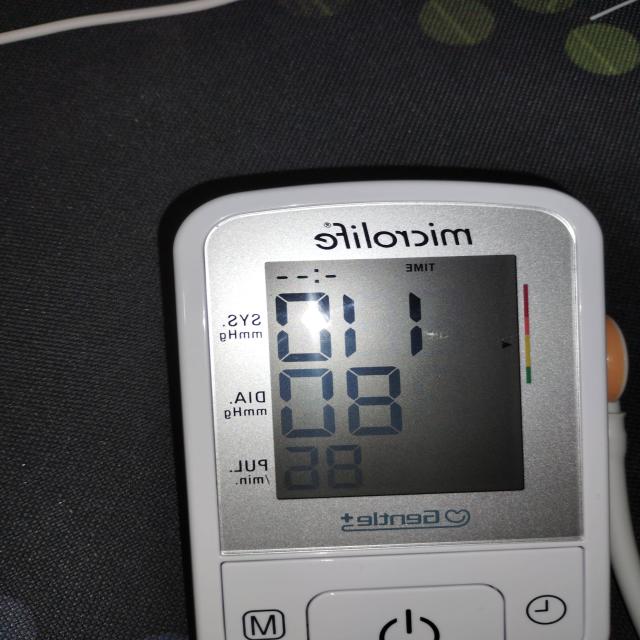 microlife®
TIME
--:--
SYS. 110
mmHg
DIA. 80
mmHg
PUL.
/min.
Gentle+
M